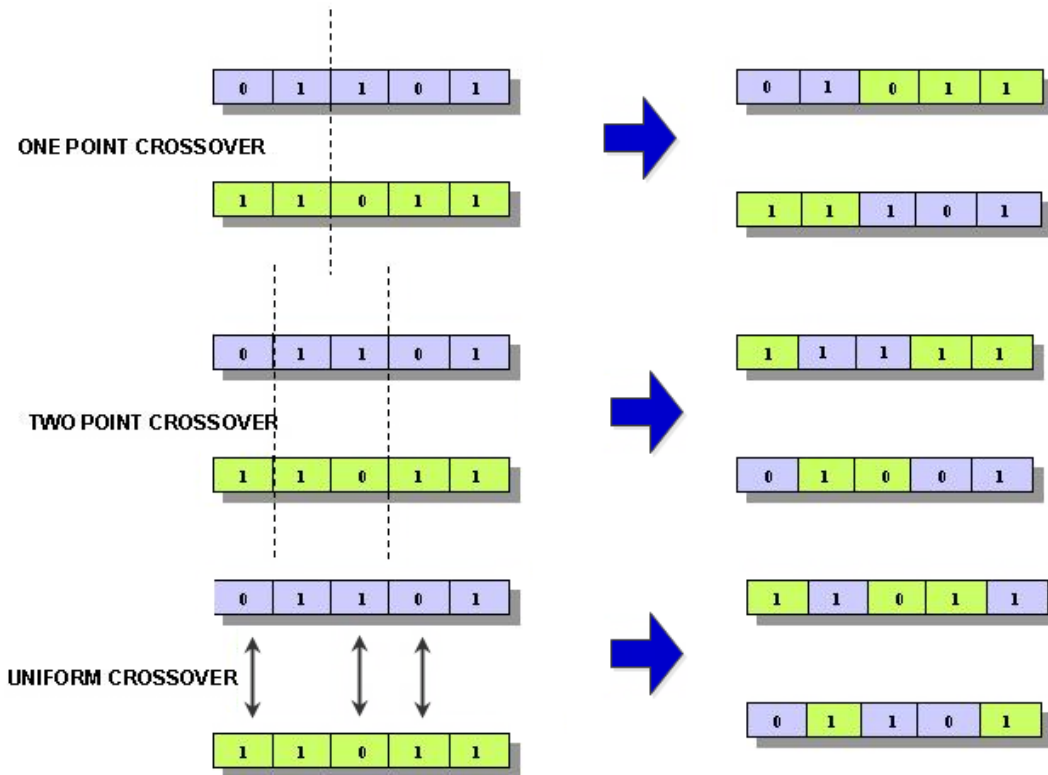 0 1 1 0 1
0 1 0 1 1
ONE POINT CROSSOVER
1 1 0 1 1
1 1 1 0 1
0 1 1 0 1
1 1 1 1 1
TWO POINT CROSSOVER
1 1 0 1 1
0 1 0 0 1
0 1 1 0 1
1 1 0 1 1
UNIFORM CROSSOVER
0 1 1 0 1
1 1 0 1 1